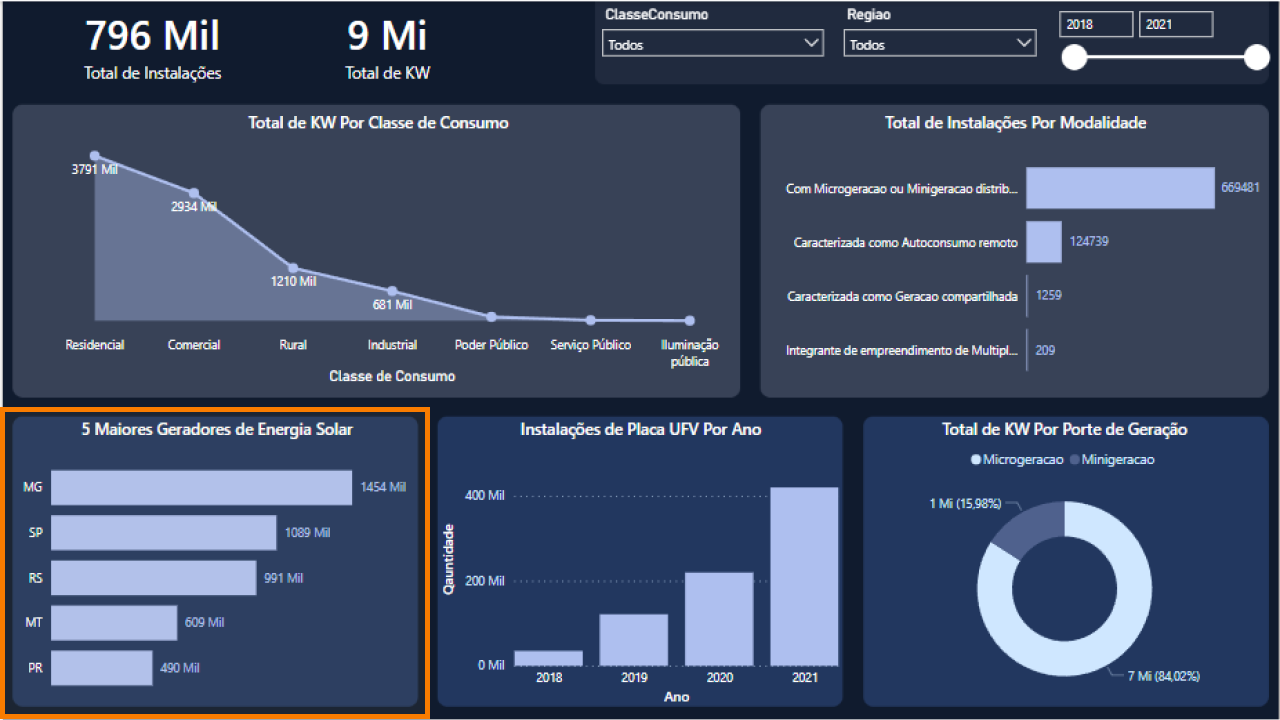 796 Mil
Total de Instalações
9 Mi
Total de KW
ClasseConsumo
Todos
Regiao
Todos
2018
2021
Total de KW Por Classe de Consumo
3791 Mil
2934 Mil
1210 Mil
681 Mil
Residencial
Comercial
Rural
Industrial
Poder Público
Serviço Público
Iluminação
pública
Classe de Consumo
Total de Instalações Por Modalidade
Com Microgeracao ou Minigeracao distrib... 669481
Caracterizada como Autoconsumo remoto 124739
Caracterizada como Geracao compartilhada 1259
Integrante de empreendimento de Multipl... 209
5 Maiores Geradores de Energia Solar
MG 1454 Mil
SP 1089 Mil
RS 991 Mil
MT 609 Mil
PR 490 Mil
Instalações de Placa UFV Por Ano
Qauntidade
400 Mil
200 Mil
0 Mil
2018
2019
2020
2021
Ano
Total de KW Por Porte de Geração
Microgeracao
Minigeracao
1 Mi (15,98%)
7 Mi (84,02%)